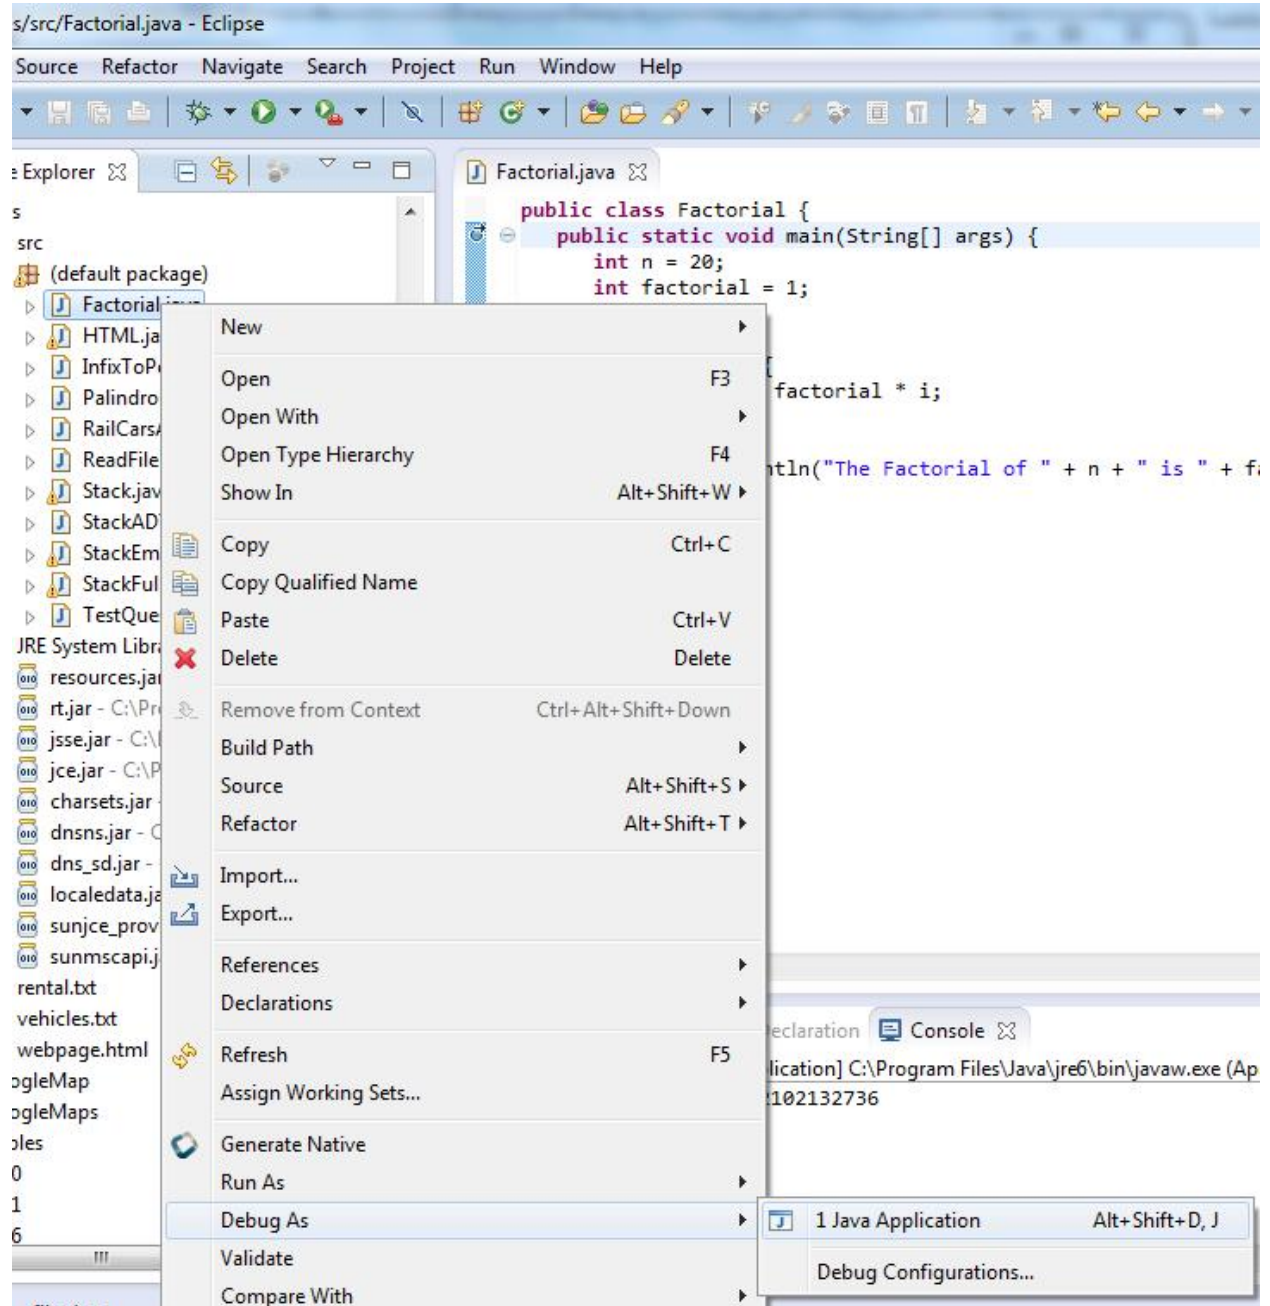 s/src/Factorial.java - Eclipse
Source Refactor Navigate Search Project Run Window Help
Explorer
Factorial.java
s
src
(default package)
Factorial.java
HTML.ja
InfixToP
Palindro
RailCars
ReadFile
Stack.jav
StackAD
StackEm
StackFul
TestQue
JRE System Libra
resources.ja
rt.jar - C:\Pr
jsse.jar - C:\
jce.jar - C:\P
charsets.jar
dnsns.jar - C
dns_sd.jar -
localedata.ja
sunjce_prov
sunmscapi.j
rental.txt
vehicles.txt
webpage.html
ogleMap
ogleMaps
ples
0
1
6
public class Factorial {
public static void main(String[] args) {
int n = 20;
int factorial = 1;
{
factorial * i;
ntln("The Factorial of " + n + " is " + fa
New
Open F3
Open With
Open Type Hierarchy F4
Show In Alt+Shift+W
Copy Ctrl+C
Copy Qualified Name
Paste Ctrl+V
Delete Delete
Remove from Context Ctrl+Alt+Shift+Down
Build Path
Source Alt+Shift+S
Refactor Alt+Shift+T
Import...
Export...
References
Declarations
Refresh F5
Assign Working Sets...
Generate Native
Run As
Debug As
Validate
Compare With
eclaration Console
lication] C:\Program Files\Java\jre6\bin\javaw.exe (Ap
2102132736
1 Java Application Alt+Shift+D, J
Debug Configurations...